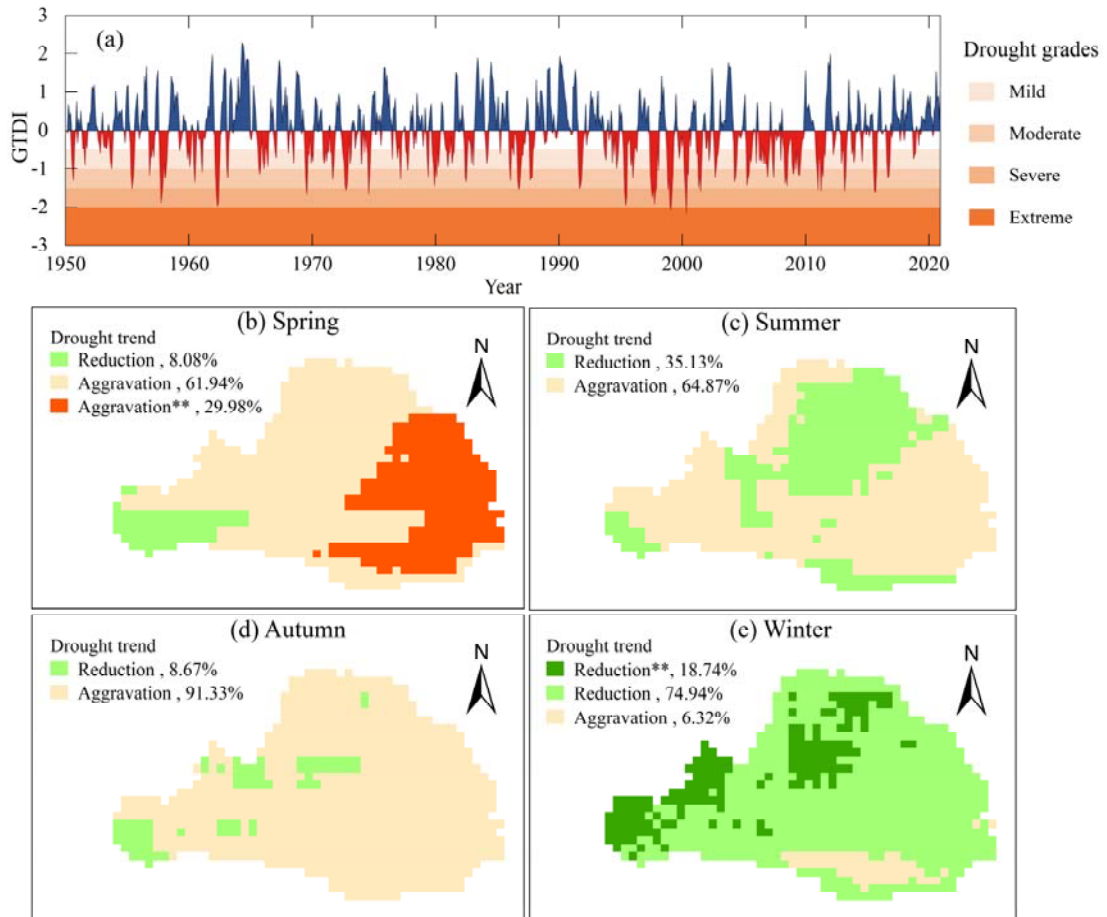 (a)
GTDI
3
2
1
0
-1
-2
-3
1950 1960 1970 1980 1990 2000 2010 2020
Year
Drought grades
Mild
Moderate
Severe
Extreme
(b) Spring
Drought trend
Reduction , 8.08%
Aggravation , 61.94%
Aggravation** , 29.98%
N
(c) Summer
Drought trend
Reduction , 35.13%
Aggravation , 64.87%
N
(d) Autumn
Drought trend
Reduction , 8.67%
Aggravation , 91.33%
N
(e) Winter
Drought trend
Reduction**, 18.74%
Reduction , 74.94%
Aggravation , 6.32%
N